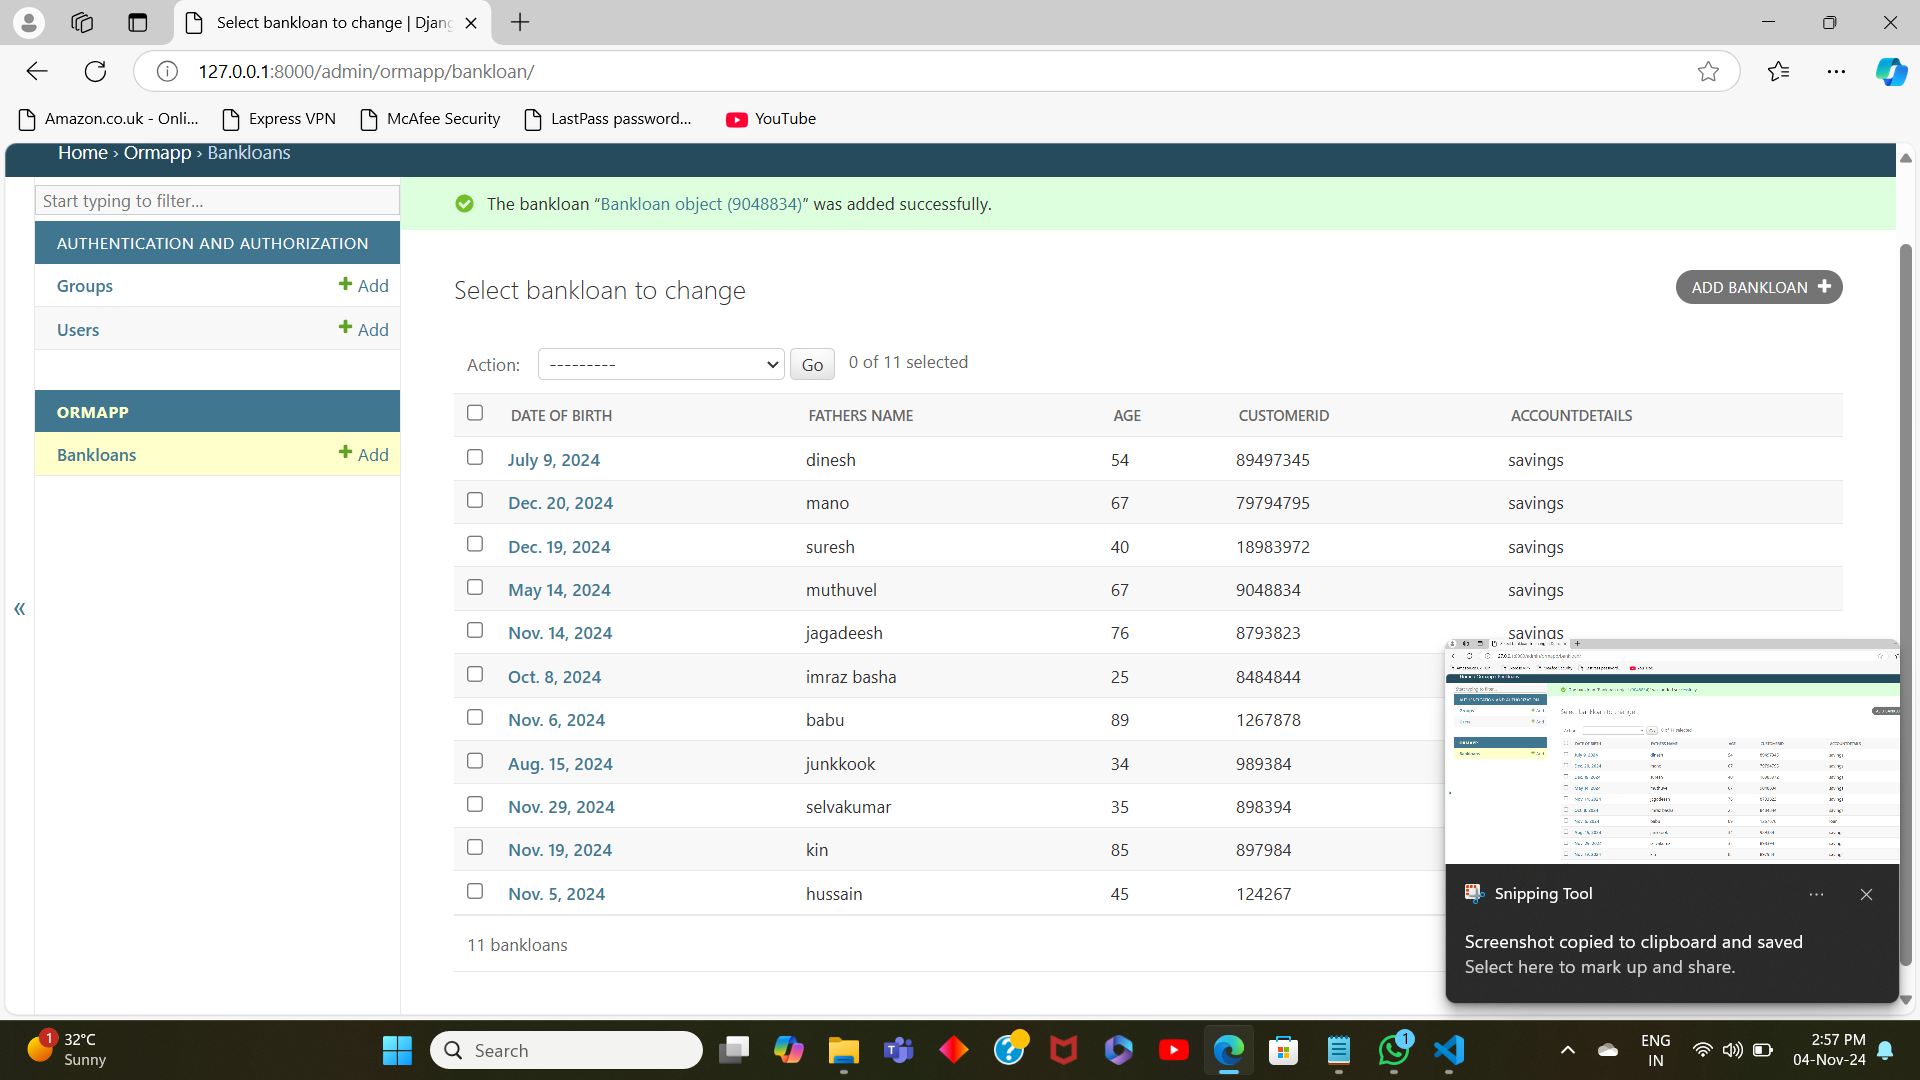 Select bankloan to change | Djang
127.0.0.1:8000/admin/ormapp/bankloan/
Amazon.co.uk - Onli... Express VPN McAfee Security LastPass password... YouTube
Home › Ormapp › Bankloans
Start typing to filter...
The bankloan “Bankloan object (9048834)” was added successfully.
AUTHENTICATION AND AUTHORIZATION
Groups Add
Users Add
ORMAPP
Bankloans Add
Select bankloan to change
ADD BANKLOAN
Action: --------- Go 0 of 11 selected
DATE OF BIRTH FATHERS NAME AGE CUSTOMERID ACCOUNTDETAILS
July 9, 2024 dinesh 54 89497345 savings
Dec. 20, 2024 mano 67 79794795 savings
Dec. 19, 2024 suresh 40 18983972 savings
May 14, 2024 muthuvel 67 9048834 savings
Nov. 14, 2024 jagadeesh 76 8793823 savings
Oct. 8, 2024 imraz basha 25 8484844
Nov. 6, 2024 babu 89 1267878
Aug. 15, 2024 junkkook 34 989384
Nov. 29, 2024 selvakumar 35 898394
Nov. 19, 2024 kin 85 897984
Nov. 5, 2024 hussain 45 124267
11 bankloans
«
Snipping Tool
Screenshot copied to clipboard and saved
Select here to mark up and share.
1
32°C
Sunny
Search
1
ENG
IN
2:57 PM
04-Nov-24